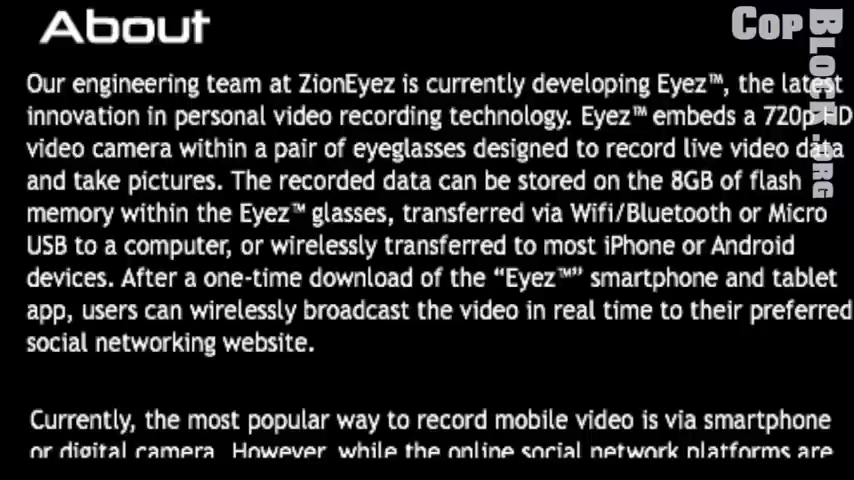 About
Our engineering team at ZionEyez is currently developing Eyez™, the latest
innovation in personal video recording technology. Eyez™ embeds a 720p HD
video camera within a pair of eyeglasses designed to record live video data
and take pictures. The recorded data can be stored on the 8GB of flash
memory within the Eyez™ glasses, transferred via Wifi/Bluetooth or Micro
USB to a computer, or wirelessly transferred to most iPhone or Android
devices. After a one-time download of the “Eyez™” smartphone and tablet
app, users can wirelessly broadcast the video in real time to their preferred
social networking website.
Currently, the most popular way to record mobile video is via smartphone
or digital camera. However, while the online social network platforms are
COP
BLOCK.ORG